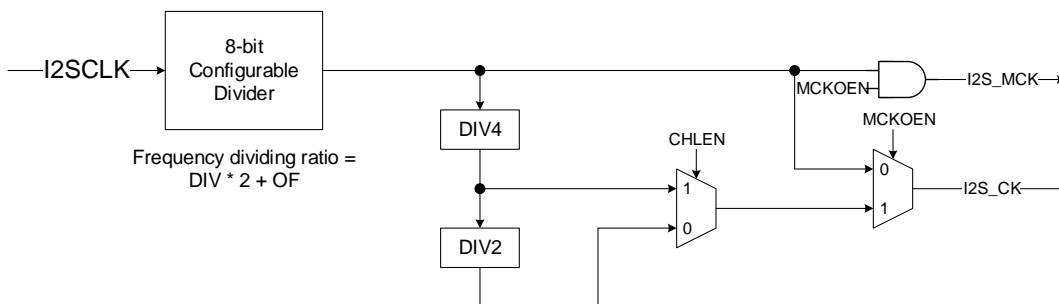 I2SCLK
8-bit
Configurable
Divider
Frequency dividing ratio =
DIV * 2 + OF
DIV4
DIV2
CHLEN
1
0
MCKOEN
I2S_MCK
MCKOEN
0
1
I2S_CK